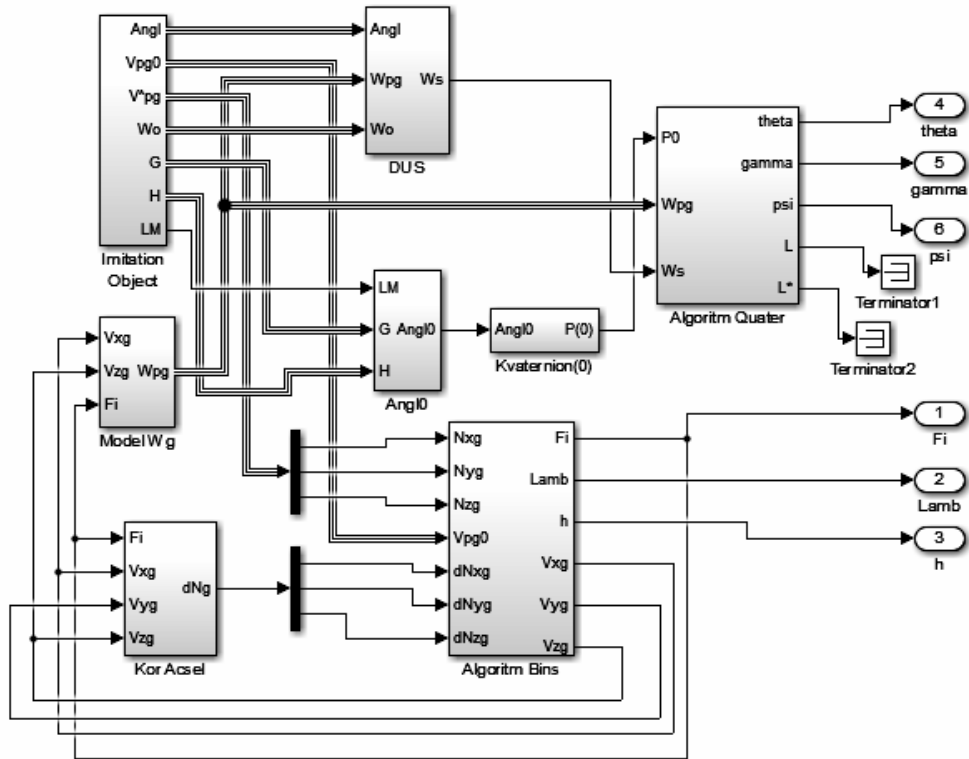 Angl
Vpg0
V*pg
Wo
G
H
LM
Imitation
Object
Angl
Wpg
Wo
Ws
DUS
P0
Wpg
Ws
theta
gamma
psi
L
L*
Algoritm Quater
4
theta
5
gamma
6
psi
Terminator1
Terminator2
LM
G
H
Angl0
Angl0
Angl0
P(0)
Kvaternion(0)
Vxg
Vzg
Fi
Wpg
Model Wg
Nxg
Nyg
Nzg
Vpg0
dNxg
dNyg
dNzg
Fi
Lamb
h
Vxg
Vyg
Vzg
Algoritm Bins
1
Fi
2
Lamb
3
h
Fi
Vxg
Vyg
Vzg
dNg
Kor Acsel